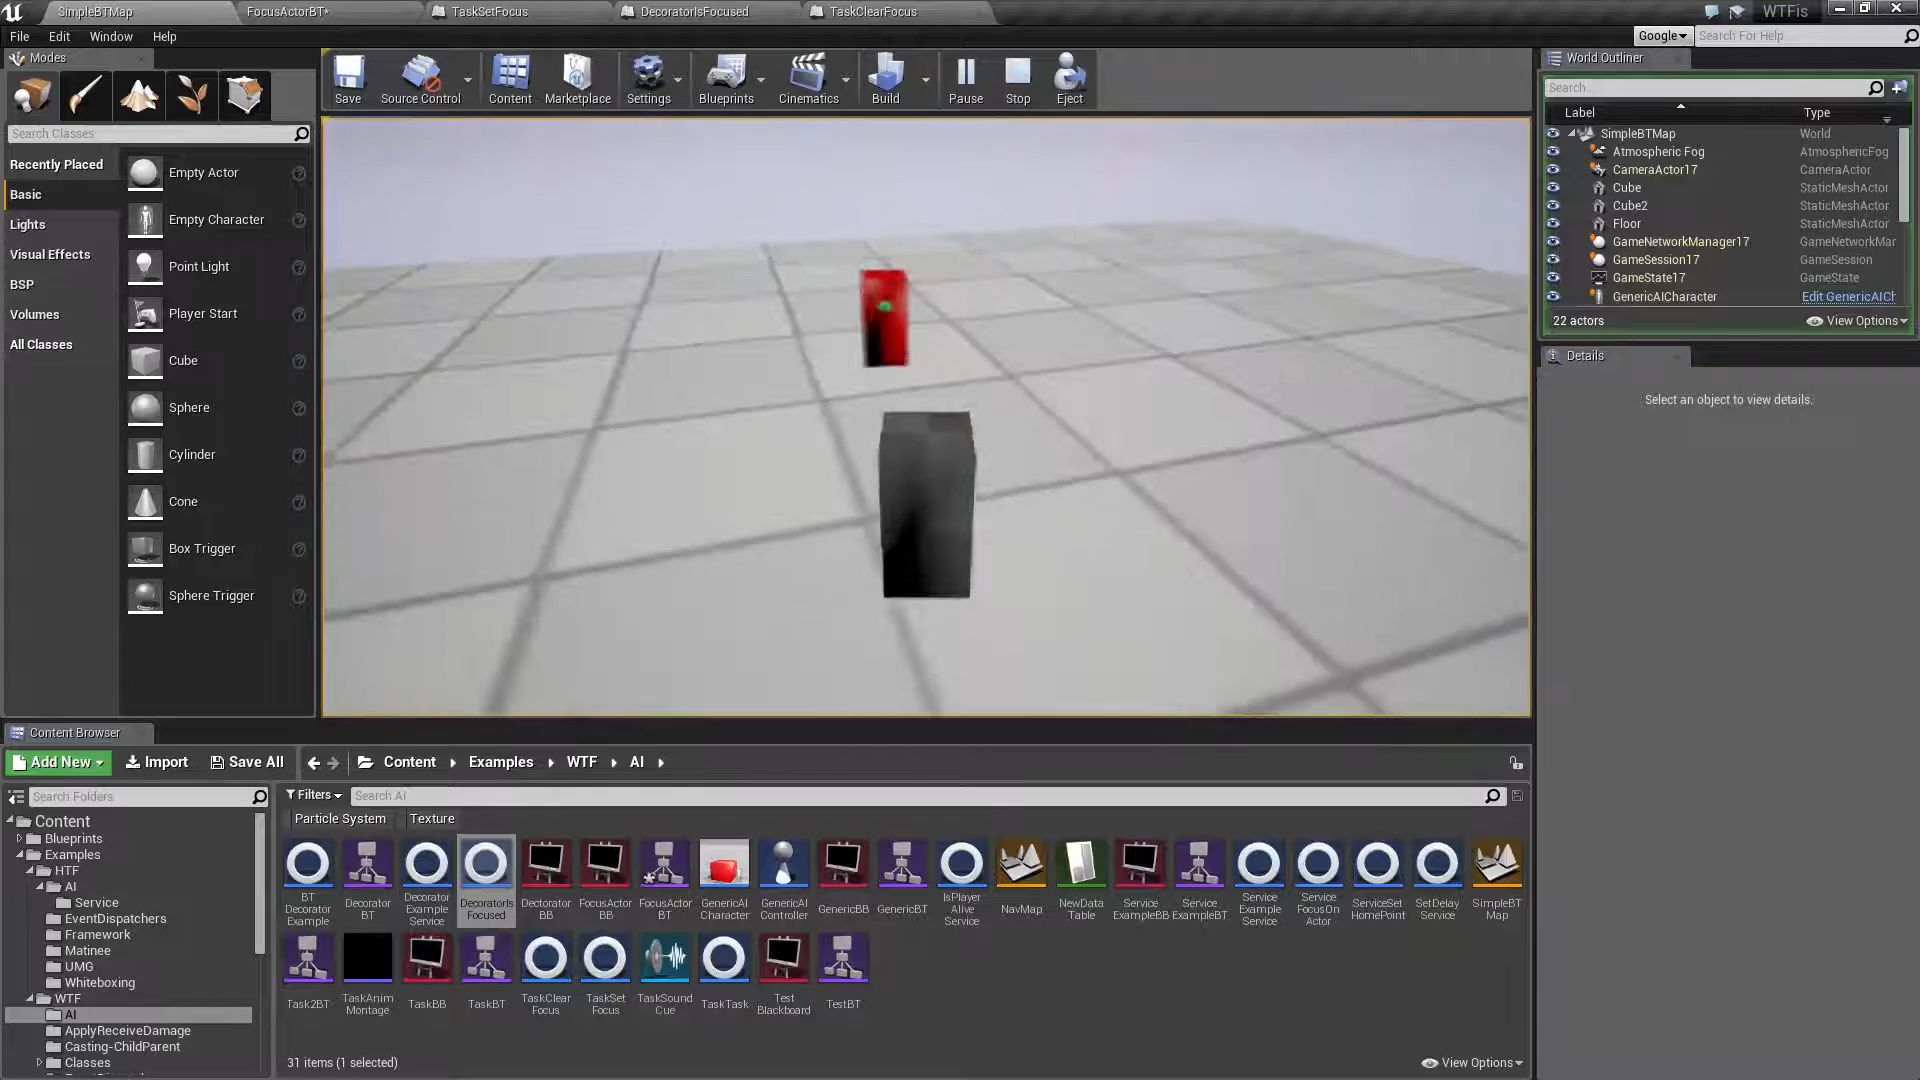 SimpleBTMap
FocusActorBT*
TaskSetFocus
DecoratorIsFocused
TaskClearFocus
WTFis
File Edit Window Help
Google
Search For Help
Modes
Search Classes
Recently Placed
Basic
Lights
Visual Effects
BSP
Volumes
All Classes
Empty Actor
Empty Character
Point Light
Player Start
Cube
Sphere
Cylinder
Cone
Box Trigger
Sphere Trigger
Save
Source Control
Content
Marketplace
Settings
Blueprints
Cinematics
Build
Pause
Stop
Eject
World Outliner
Search...
Label Type
SimpleBTMap World
Atmospheric Fog AtmosphericFog
CameraActor17 CameraActor
Cube StaticMeshActor
Cube2 StaticMeshActor
Floor StaticMeshActor
GameNetworkManager17 GameNetworkMar
GameSession17 GameSession
GameState17 GameState
GenericAICharacter Edit GenericAICh
22 actors View Options
Details
Select an object to view details.
Content Browser
Add New Import Save All Content Examples WTF AI
Search Folders
Content
Blueprints
Examples
HTF
AI
Service
EventDispatchers
Framework
Matinee
UMG
Whiteboxing
WTF
AI
ApplyReceiveDamage
Casting-ChildParent
Classes
Filters Search AI
Particle System Texture
BT
Decorator
Example
Decorator
BT
Decorator
Example
Service
DecoratorIs
Focused
Dectorator
BB
FocusActor
BB
FocusActor
BT
GenericAI
Character
GenericAI
Controller
GenericBB
GenericBT
IsPlayer
Alive
Service
NavMap
NewData
Table
Service
ExampleBB
Service
ExampleBT
Service
Example
Service
Service
FocusOn
Actor
ServiceSet
HomePoint
SetDelay
Service
SimpleBT
Map
Task2BT
TaskAnim
Montage
TaskBB
TaskBT
TaskClear
Focus
TaskSet
Focus
TaskSound
Cue
TaskTask
Test
Blackboard
TestBT
31 items (1 selected)
View Options